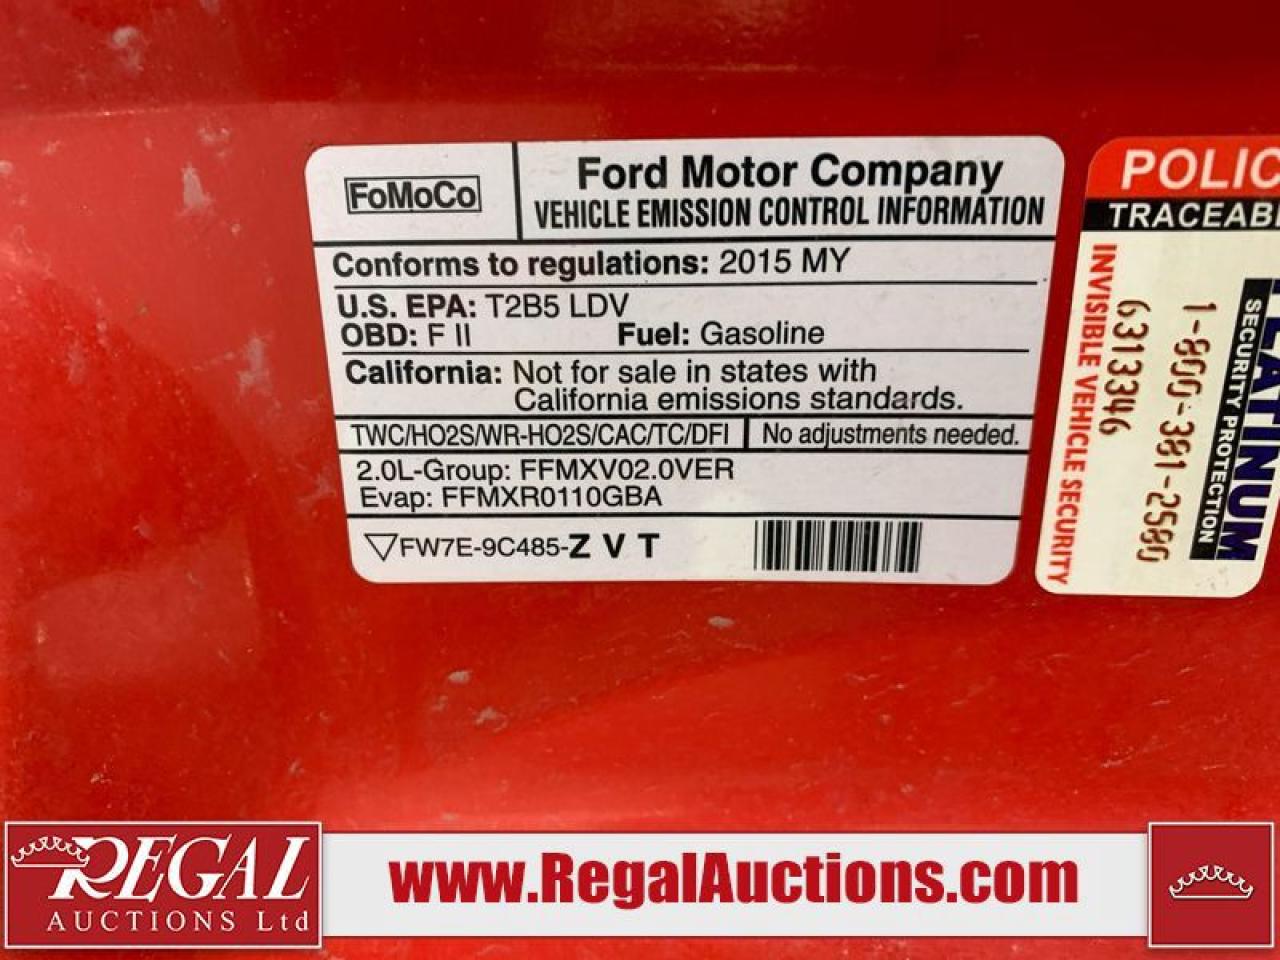 FoMoCo
Ford Motor Company
VEHICLE EMISSION CONTROL INFORMATION
Conforms to regulations: 2015 MY
U.S. EPA: T2B5 LDV
OBD: F II Fuel: Gasoline
California: Not for sale in states with
California emissions standards.
TWC/HO2S/WR-HO2S/CAC/TC/DFI No adjustments needed.
2.0L-Group: FFMXV02.0VER
Evap: FFMXR0110GBA
FW7E-9C485-Z V T
POLIC
TRACEAB
INVISIBLE VEHICLE SECURITY
6313346
1-800-381-2580
SECURITY PROTECTION
LATINUM
REGAL
AUCTIONS Ltd
www.RegalAuctions.com